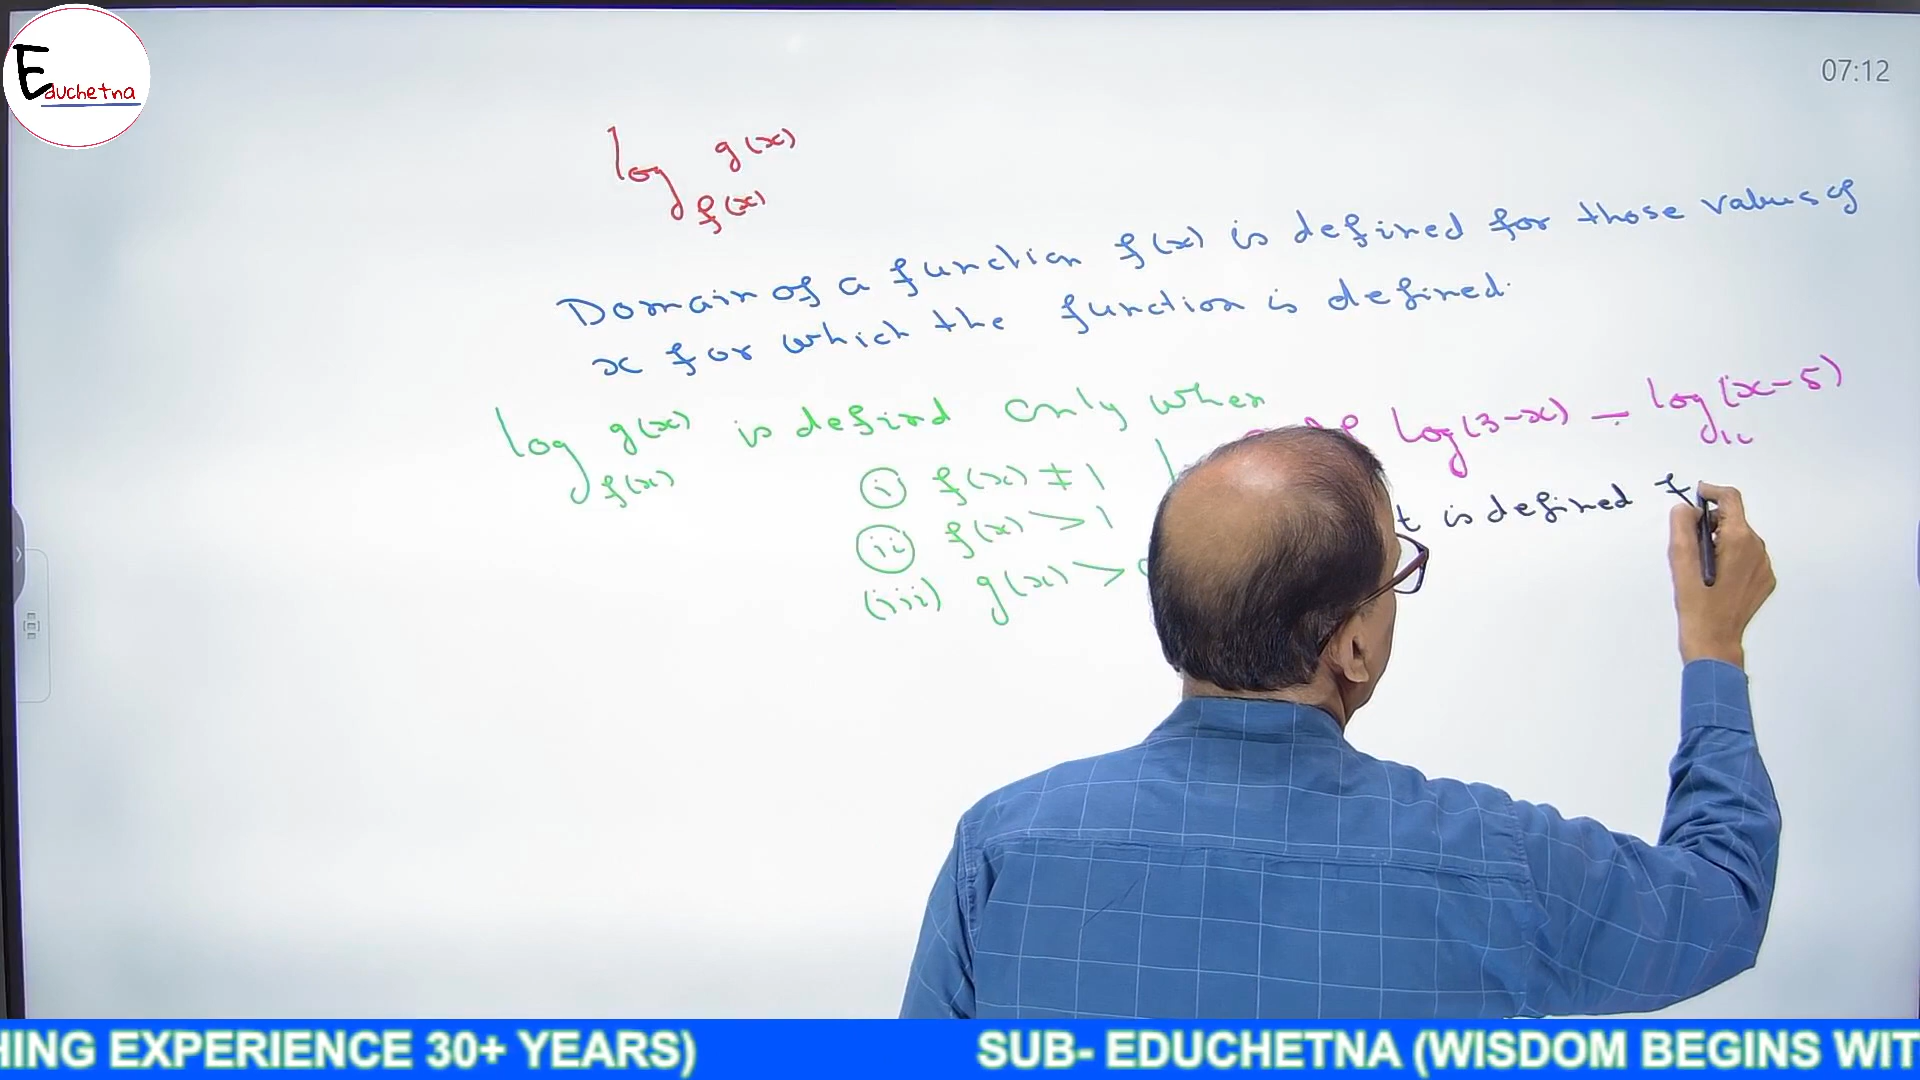 Educhetna
07:12
log g(x)
f(x)
Domain of a function f(x) is defined for those values of
x for which the function is defined.
log f(x) g(x) is defind only when
(i) f(x) ≠ 1
(ii) f(x) > 1
(iii) g(x) >
log (3-x) - log (x-5)
is defined f
HING EXPERIENCE 30+ YEARS) SUB- EDUCHETNA (WISDOM BEGINS WIT